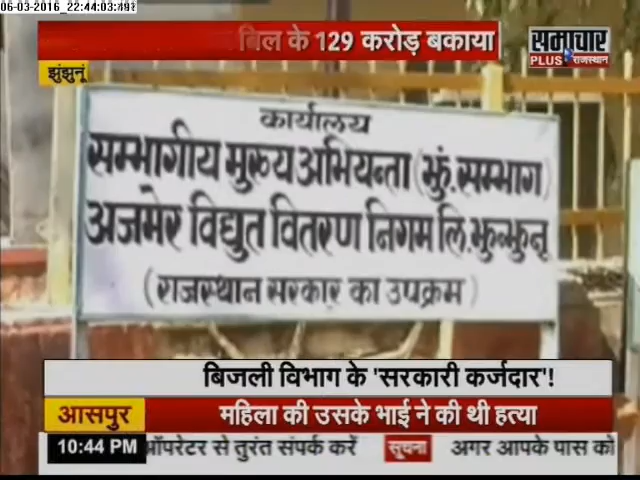 06-03-2016_22:44:03:491
बिल के 129 करोड़ बकाया
समाचार
PLUS राजस्थान
झुंझुनूं
कार्यालय
सम्भागीय मुख्य अभियन्ता (झुं. सम्भाग)
अजमेर विद्युत वितरण निगम लि. झुन्झुनू
(राजस्थान सरकार का उपक्रम)
बिजली विभाग के 'सरकारी कर्जदार'!
आसपुर
महिला की उसके भाई ने की थी हत्या
10:44 PM ऑपरेटर से तुरंत संपर्क करें सूचना अगर आपके पास को